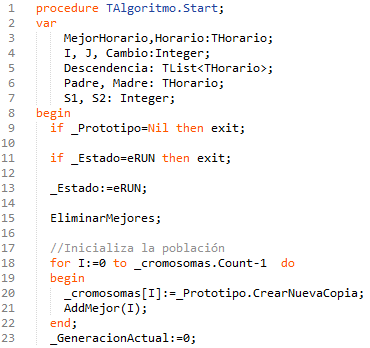 1 procedure TAlgoritmo.Start;
2 var
3 MejorHorario,Horario:THorario;
4 I, J, Cambio:Integer;
5 Descendencia: TList<THorario>;
6 Padre, Madre: THorario;
7 S1, S2: Integer;
8 begin
9 if _Prototipo=Nil then exit;
10
11 if _Estado=eRUN then exit;
12
13 _Estado:=eRUN;
14
15 EliminarMejores;
16
17 //Inicializa la población
18 for I:=0 to _cromosomas.Count-1 do
19 begin
20 _cromosomas[I]:=_Prototipo.CrearNuevaCopia;
21 AddMejor(I);
22 end;
23 _GeneracionActual:=0;